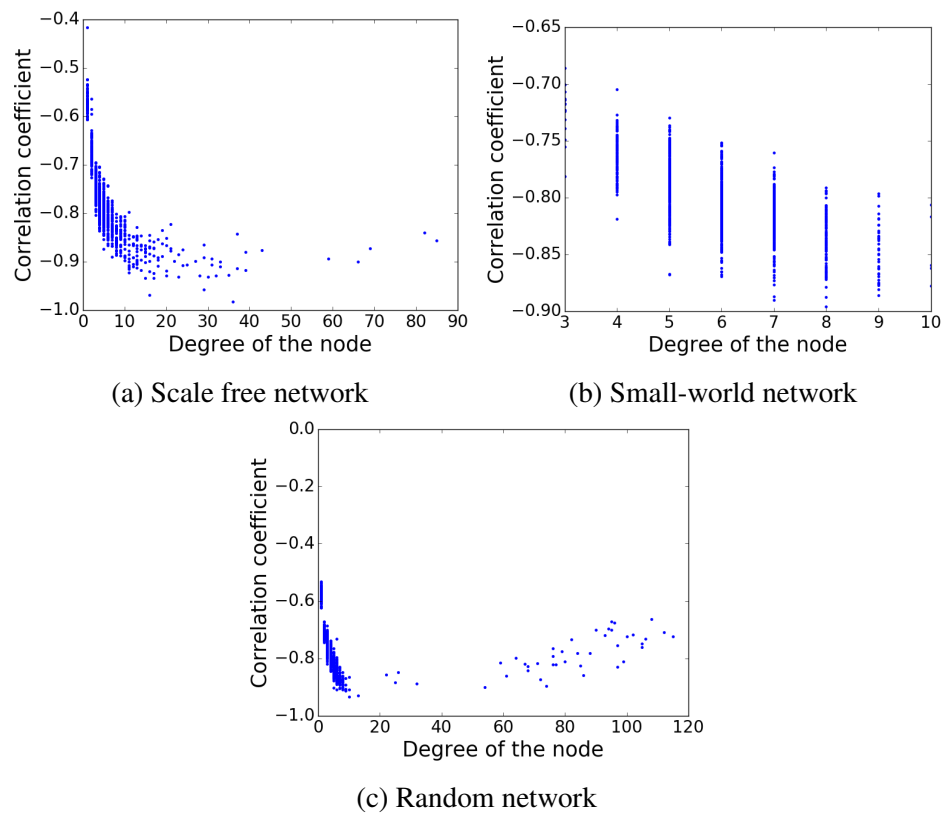 −0.4
−0.5
−0.6
−0.7
−0.8
−0.9
−1.0
Correlation coefficient
0 10 20 30 40 50 60 70 80 90
Degree of the node
(a) Scale free network
−0.65
−0.70
−0.75
−0.80
−0.85
−0.90
Correlation coefficient
3 4 5 6 7 8 9 10
Degree of the node
(b) Small-world network
0.0
−0.2
−0.4
−0.6
−0.8
−1.0
Correlation coefficient
0 20 40 60 80 100 120
Degree of the node
(c) Random network